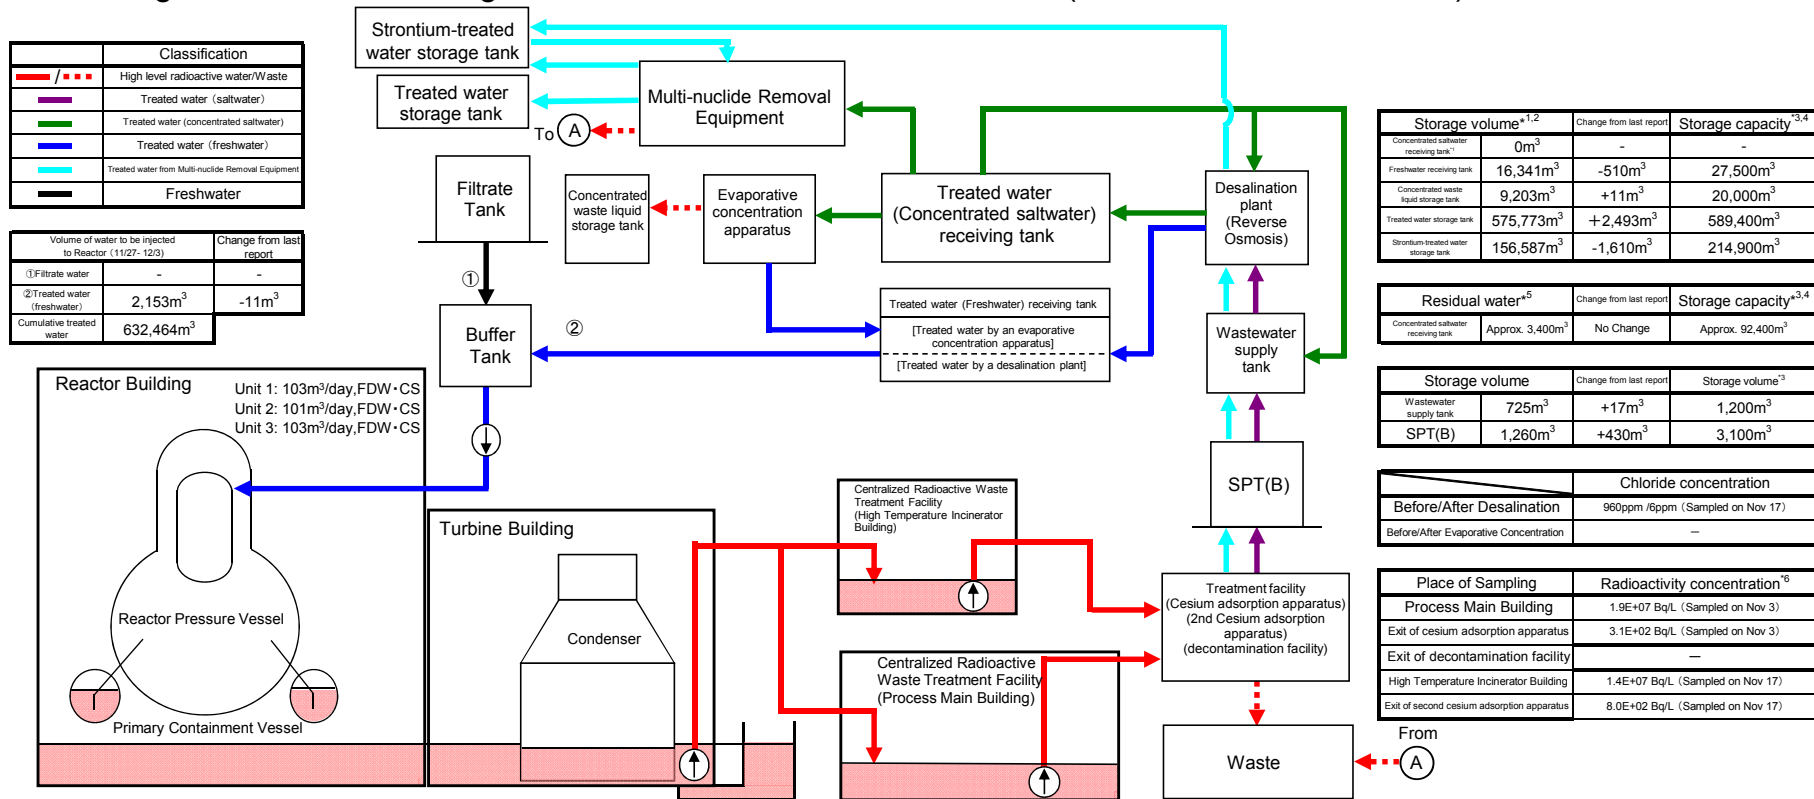 Classification
/
High level radioactive water/Waste
Treated water (saltwater)
Treated water (concentrated saltwater)
Treated water (freshwater)
Treated water from Multi-nuclide Removal Equipment
Freshwater
Volume of water to be injected
to Reactor (11/27- 12/3)
Change from last
report
①Filtrate water
-
-
②Treated water
(freshwater)
2,153m3
-11m3
Cumulative treated
water
632,464m3
Strontium-treated
water storage tank
Treated water
storage tank
Multi-nuclide Removal
Equipment
To A
Filtrate
Tank
Concentrated
waste liquid
storage tank
Evaporative
concentration
apparatus
Treated water
(Concentrated saltwater)
receiving tank
Desalination
plant
(Reverse
Osmosis)
①
②
Buffer
Tank
Treated water (Freshwater) receiving tank
[Treated water by an evaporative
concentration apparatus]
[Treated water by a desalination plant]
Wastewater
supply
tank
SPT(B)
Reactor Building
Unit 1: 103m3/day,FDW・CS
Unit 2: 101m3/day,FDW・CS
Unit 3: 103m3/day,FDW・CS
Reactor Pressure Vessel
Primary Containment Vessel
Turbine Building
Condenser
Centralized Radioactive Waste
Treatment Facility
(High Temperature Incinerator
Building)
Centralized Radioactive
Waste Treatment Facility
(Process Main Building)
Treatment facility
(Cesium adsorption apparatus)
(2nd Cesium adsorption
apparatus)
(decontamination facility)
Waste
From
A
Storage volume*1,2
Change from last report
Storage capacity*3,4
Concentrated saltwater
receiving tank*1
0m3
-
-
Freshwater receiving tank
16,341m3
-510m3
27,500m3
Concentrated waste
liquid storage tank
9,203m3
+11m3
20,000m3
Treated water storage tank
575,773m3
+2,493m3
589,400m3
Strontium-treated water
storage tank
156,587m3
-1,610m3
214,900m3
Residual water*5
Change from last report
Storage capacity*3,4
Concentrated saltwater
receiving tank
Approx. 3,400m3
No Change
Approx. 92,400m3
Storage volume
Change from last report
Storage volume*3
Wastewater
supply tank
725m3
+17m3
1,200m3
SPT(B)
1,260m3
+430m3
3,100m3
Chloride concentration
Before/After Desalination
960ppm /6ppm (Sampled on Nov 17)
Before/After Evaporative Concentration
－
Place of Sampling
Radioactivity concentration*6
Process Main Building
1.9E+07 Bq/L (Sampled on Nov 3)
Exit of cesium adsorption apparatus
3.1E+02 Bq/L (Sampled on Nov 3)
Exit of decontamination facility
－
High Temperature Incinerator Building
1.4E+07 Bq/L (Sampled on Nov 17)
Exit of second cesium adsorption apparatus
8.0E+02 Bq/L (Sampled on Nov 17)